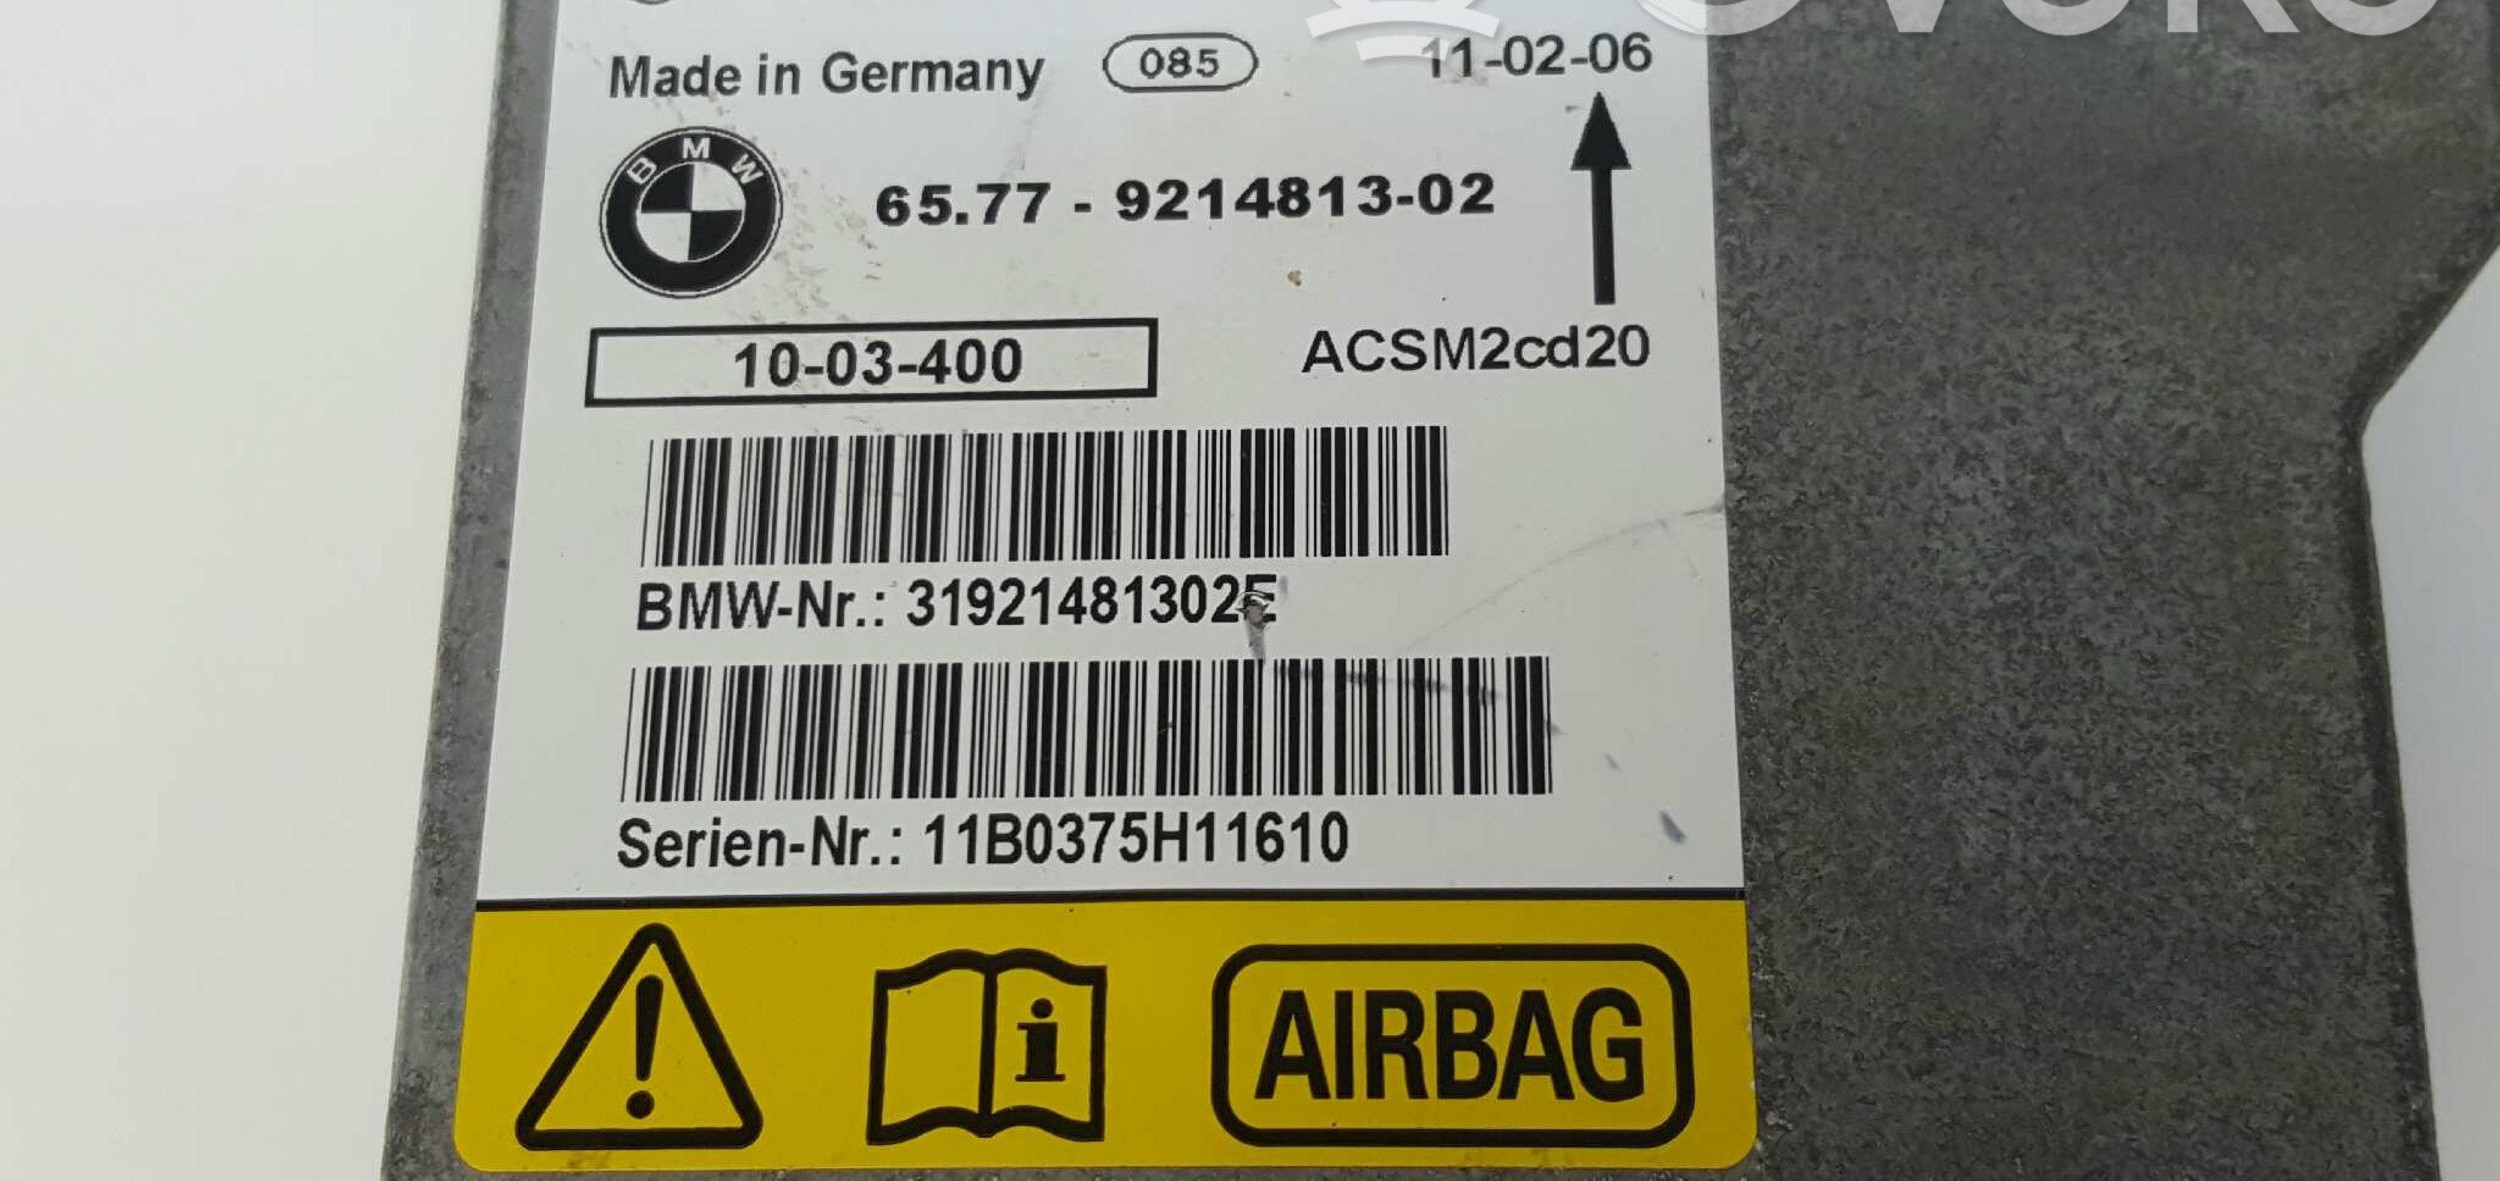 Made in Germany 085 11-02-06
BMW 65.77 - 9214813-02
10-03-400 ACSM2cd20
BMW-Nr.: 31921481302E
Serien-Nr.: 11B0375H11610
AIRBAG